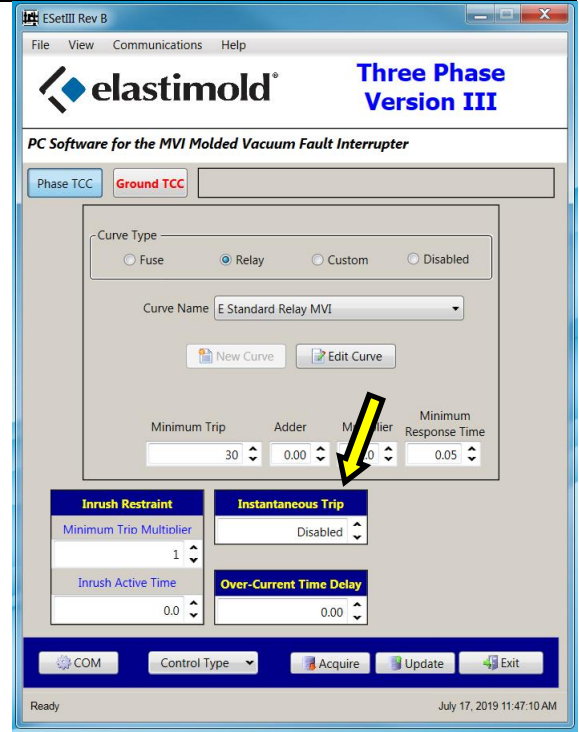 ESetIII Rev B
File View Communications Help
elastimold®
Three Phase
Version III
PC Software for the MVI Molded Vacuum Fault Interrupter
Phase TCC Ground TCC
Curve Type
Fuse Relay Custom Disabled
Curve Name E Standard Relay MVI
New Curve Edit Curve
Minimum Trip Adder Minimum
Response Time
30 0.00 0.05
Inrush Restraint
Minimum Trip Multiplier
1
Inrush Active Time
0.0
Instantaneous Trip
Disabled
Over-Current Time Delay
0.00
COM Control Type Acquire Update Exit
Ready July 17, 2019 11:47:10 AM